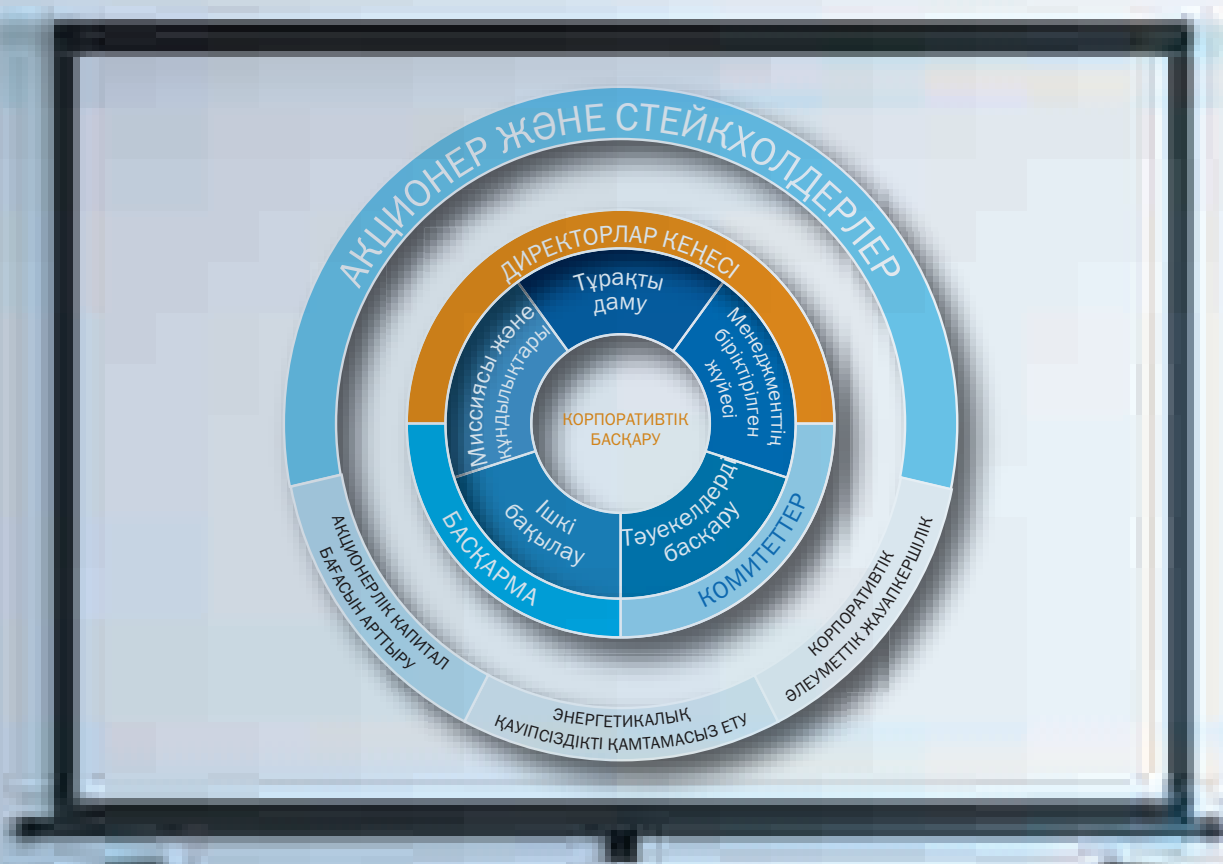 АКЦИОНЕР ЖӘНЕ СТЕЙКХОЛДЕРЛЕР
ДИРЕКТОРЛАР КЕҢЕСІ
Тұрақты
даму
Миссиясы және
құндылықтары
Менеджменттің
біріктірілген
жүйесі
КОРПОРАТИВТІК
БАСҚАРУ
Ішкі
бақылау
Тәуекелдерді
басқару
БАСҚАРМА
КОМИТЕТТЕР
АКЦИОНЕРЛІК КАПИТАЛ
БАҒАСЫН АРТТЫРУ
ЭНЕРГЕТИКАЛЫҚ
ҚАУІПСІЗДІКТІ ҚАМТАМАСЫЗ ЕТУ
КОРПОРАТИВТІК
ӘЛЕУМЕТТІК ЖАУАПКЕРШІЛІК